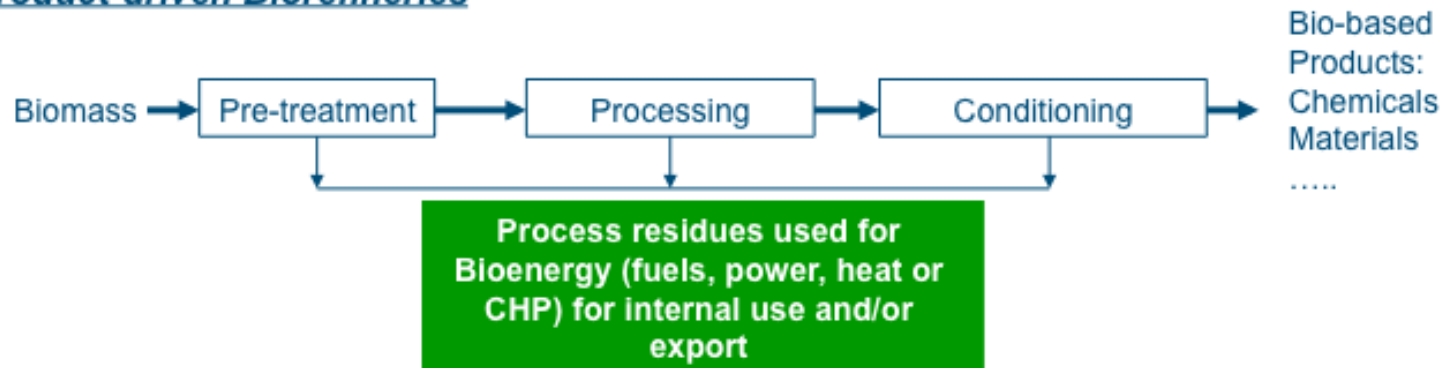 Biomass
Pre-treatment
Processing
Conditioning
Bio-based
Products:
Chemicals
Materials
.....
Process residues used for
Bioenergy (fuels, power, heat or
CHP) for internal use and/or
export